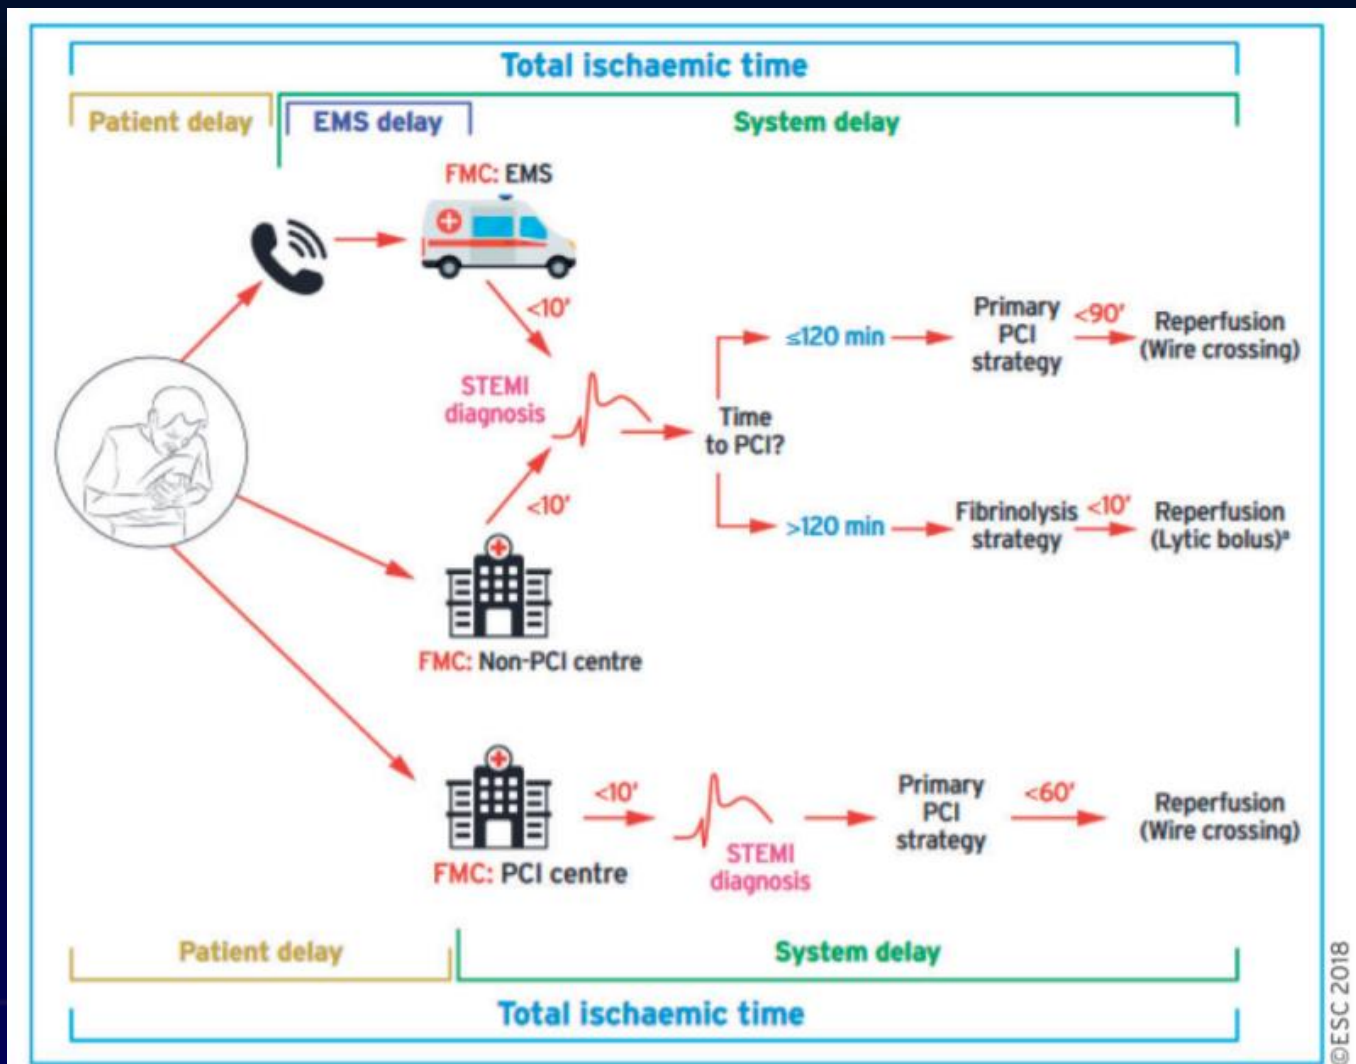 Total ischaemic time
Patient delay
EMS delay
System delay
FMC: EMS
<10'
STEMI
diagnosis
<10'
Time
to PCI?
≤120 min
Primary
PCI
strategy
<90'
Reperfusion
(Wire crossing)
>120 min
Fibrinolysis
strategy
<10'
Reperfusion
(Lytic bolus)ª
FMC: Non-PCI centre
FMC: PCI centre
<10'
STEMI
diagnosis
Primary
PCI
strategy
<60'
Reperfusion
(Wire crossing)
Patient delay
System delay
Total ischaemic time
©ESC 2018